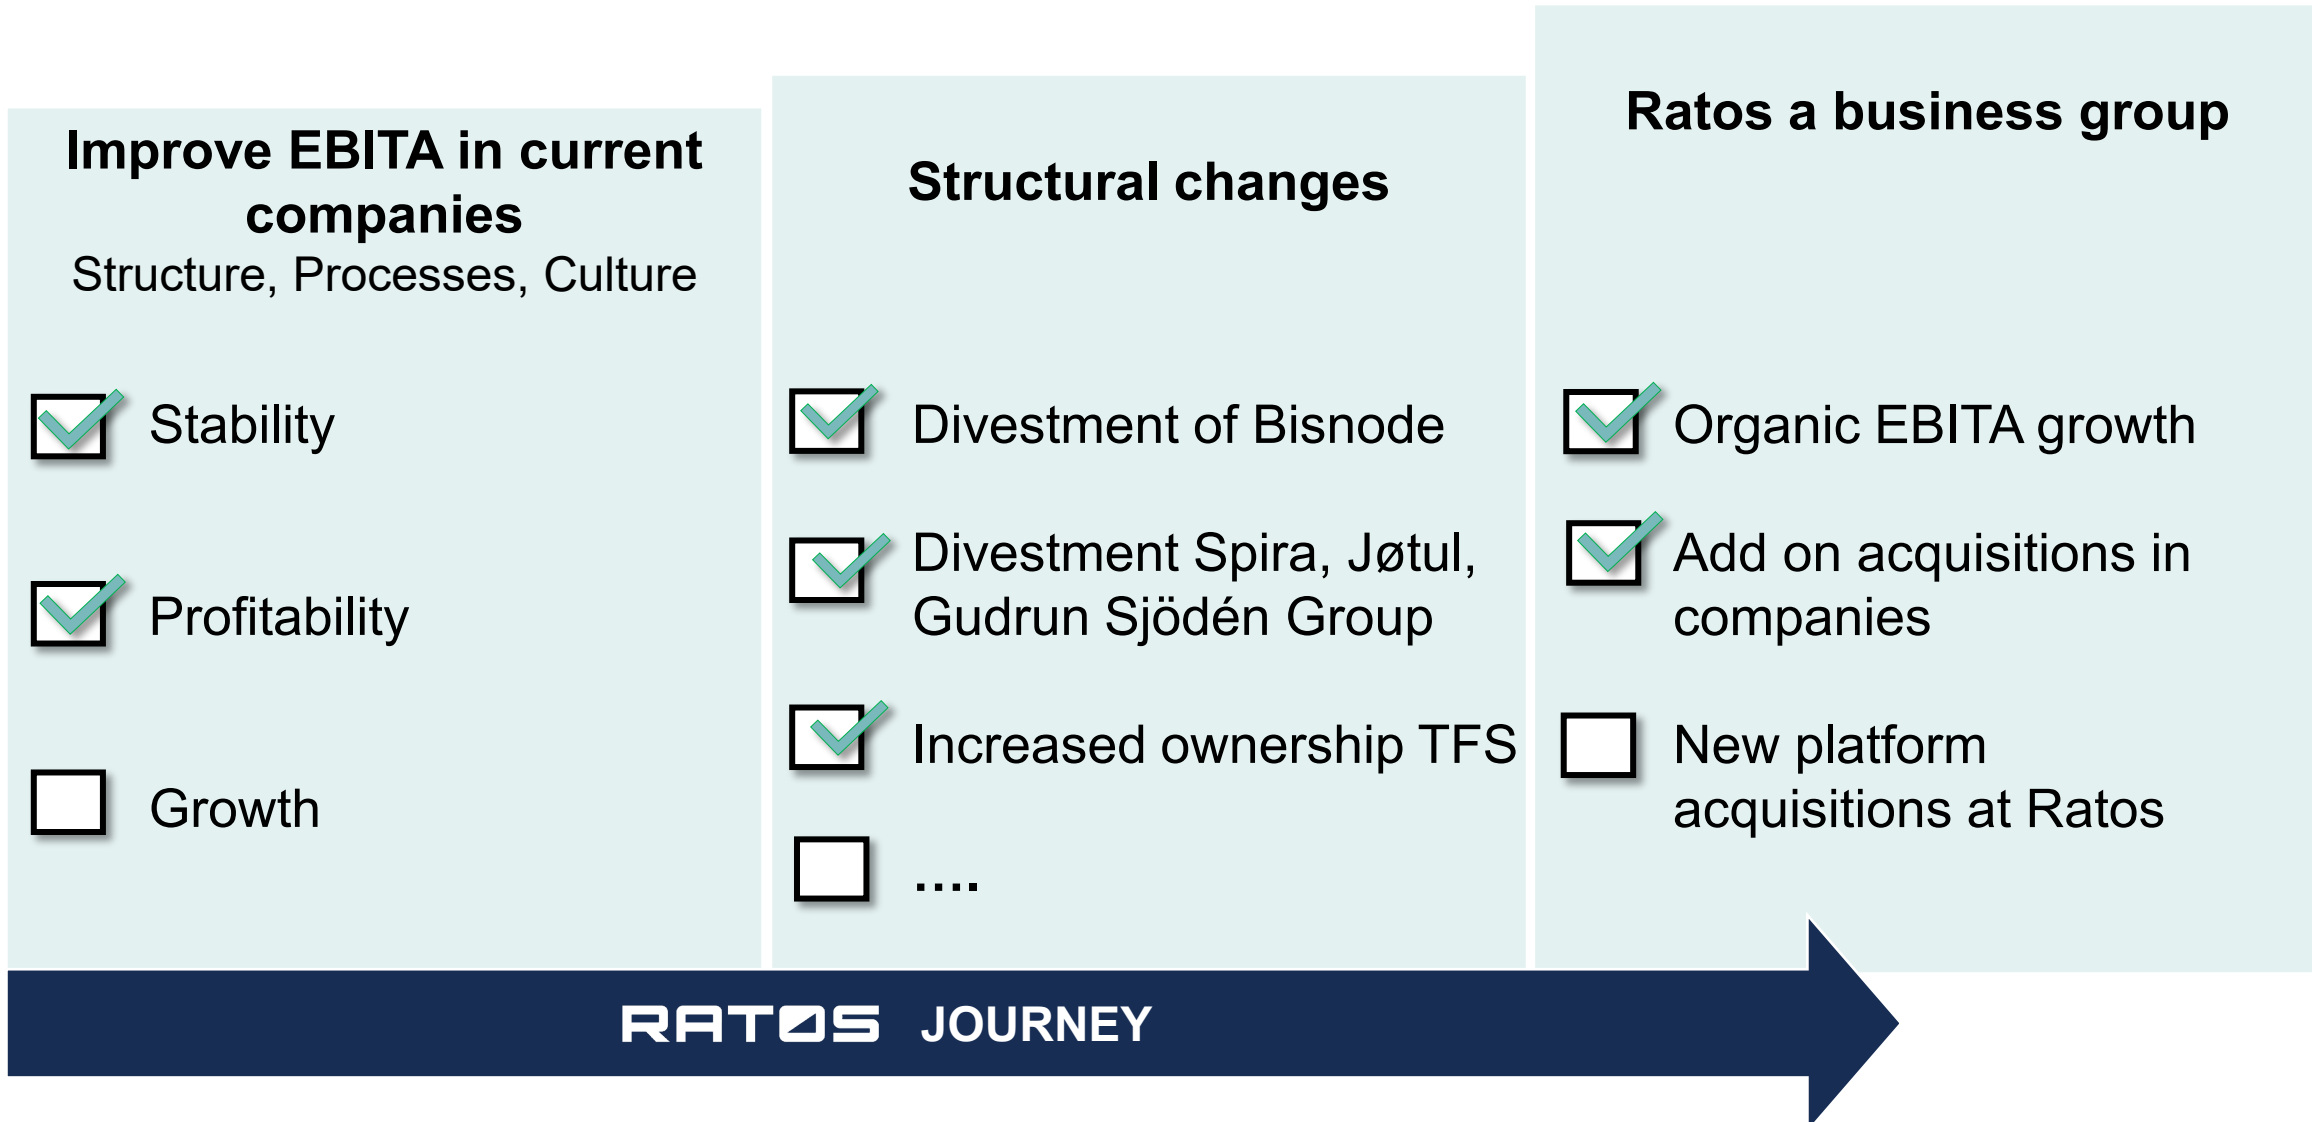 Improve EBITA in current
companies
Structure, Processes, Culture
Stability
Profitability
Growth
Structural changes
Divestment of Bisnode
Divestment Spira, Jøtul,
Gudrun Sjödén Group
Increased ownership TFS
....
Ratos a business group
Organic EBITA growth
Add on acquisitions in
companies
New platform
acquisitions at Ratos
RATOS JOURNEY